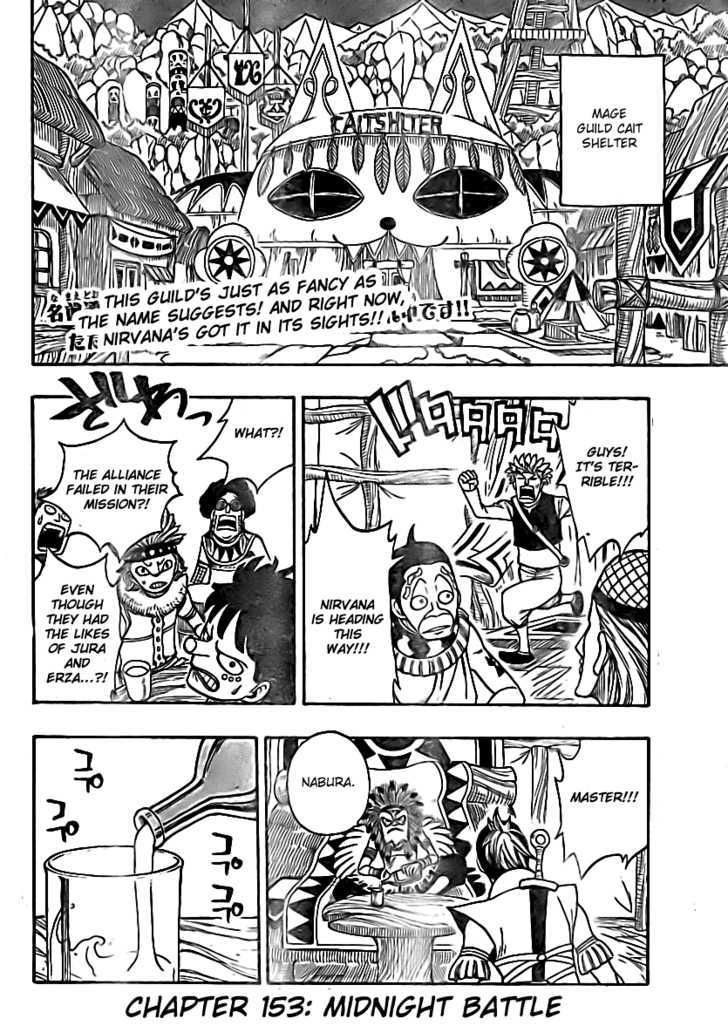 CAITSHLTER
MAGE
GUILD CAIT
SHELTER
THIS GUILD'S JUST AS FANCY AS
THE NAME SUGGESTS! AND RIGHT NOW,
NIRVANA'S GOT IT IN ITS SIGHTS!!
GUYS!
IT'S TER-
RIBLE!!!
NIRVANA
IS HEADING
THIS
WAY!!!
WHAT?!
THE ALLIANCE
FAILED IN THEIR
MISSION?!
EVEN
THOUGH
THEY HAD
THE LIKES
OF JURA
AND
ERZA...?!
MASTER!!!
NABURA.
CHAPTER 153: MIDNIGHT BATTLE